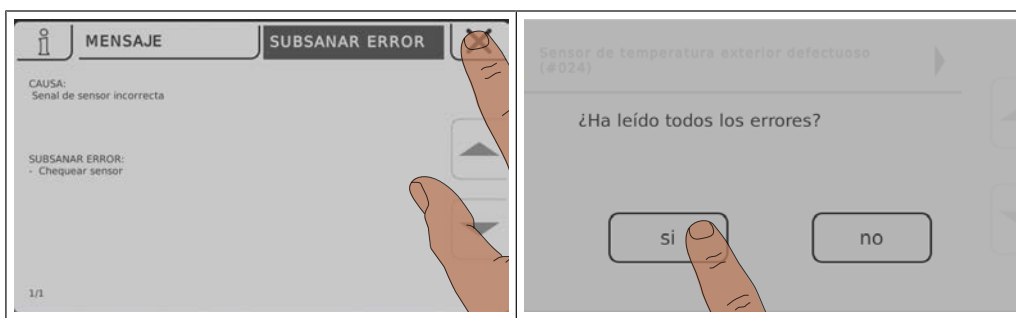 MENSAJE
SUBSANAR ERROR
CAUSA:
Senal de sensor incorrecta
SUBSANAR ERROR:
- Chequear sensor
1/1
Sensor de temperatura exterior defectuoso
(#024)
¿Ha leído todos los errores?
si
no